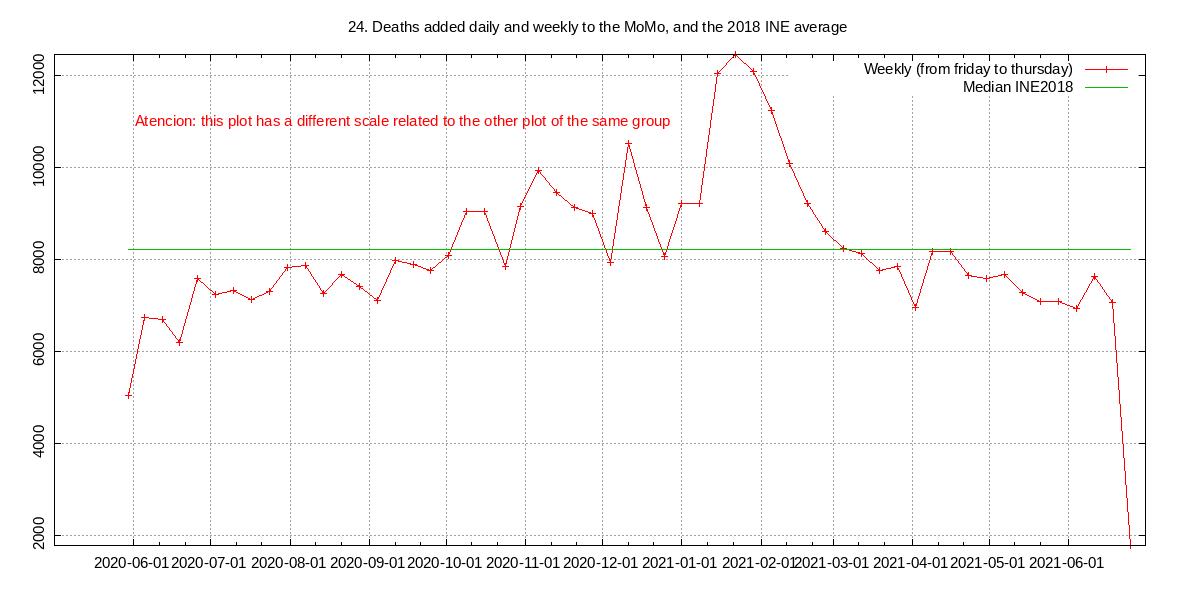 24. Deaths added daily and weekly to the MoMo, and the 2018 INE average
Weekly (from friday to thursday)
Median INE2018
Atencion: this plot has a different scale related to the other plot of the same group
12000
10000
8000
6000
4000
2000
2020-06-01 2020-07-01 2020-08-01 2020-09-01 2020-10-01 2020-11-01 2020-12-01 2021-01-01 2021-02-01 2021-03-01 2021-04-01 2021-05-01 2021-06-01